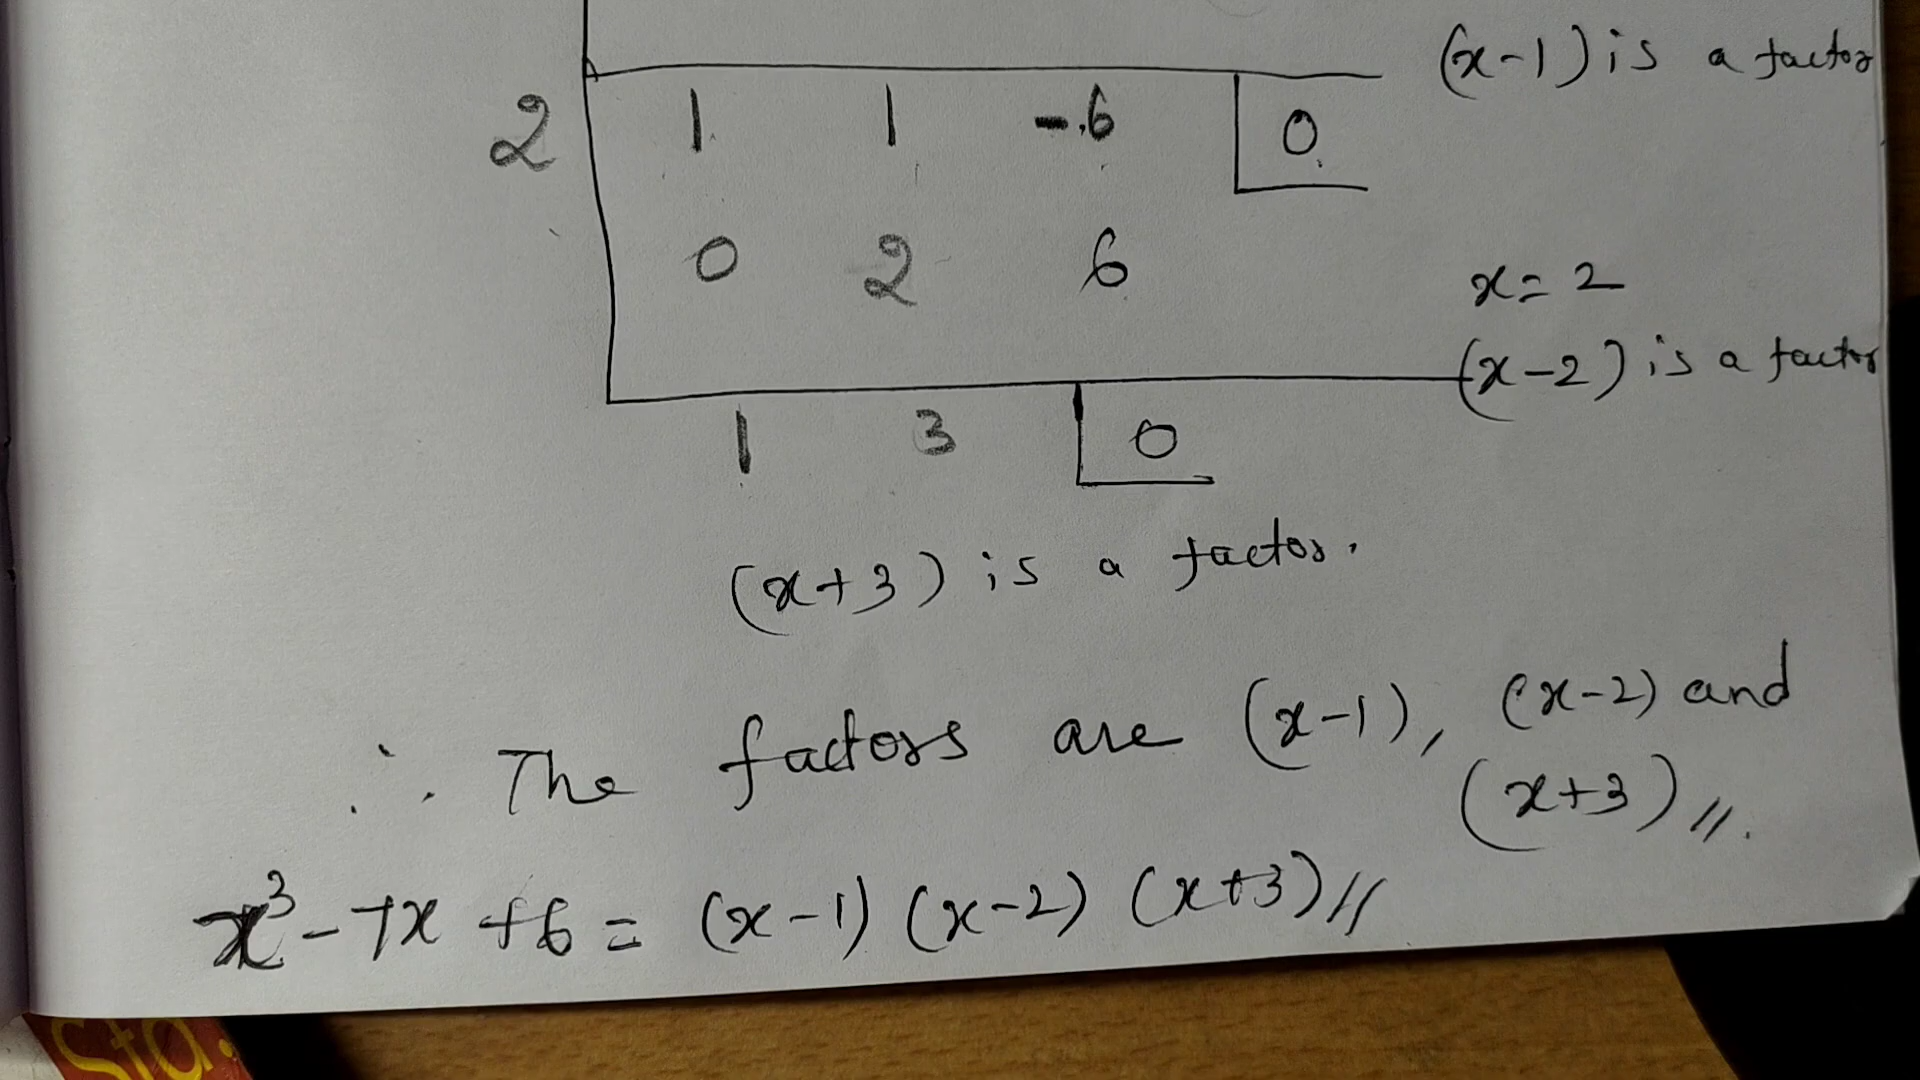 (x-1) is a factor
2 1 1 -6 0
0 2 6
x = 2
(x-2) is a factor
1 3 0
(x+3) is a factor.
∴ The factors are (x-1), (x-2) and
(x+3)//.
x³ - 7x + 6 = (x-1) (x-2) (x+3)//
Sta